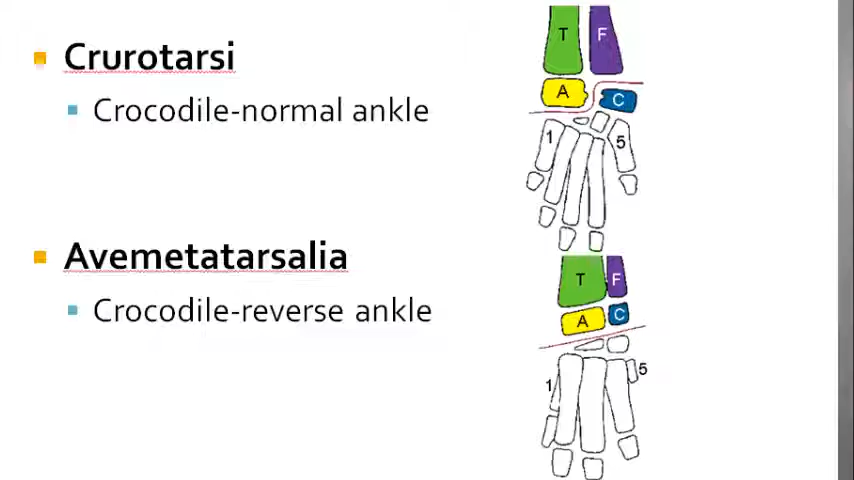 Crurotarsi
Crocodile-normal ankle
T F
A C
1 5
Avemetatarsalia
Crocodile-reverse ankle
T F
A C
1 5